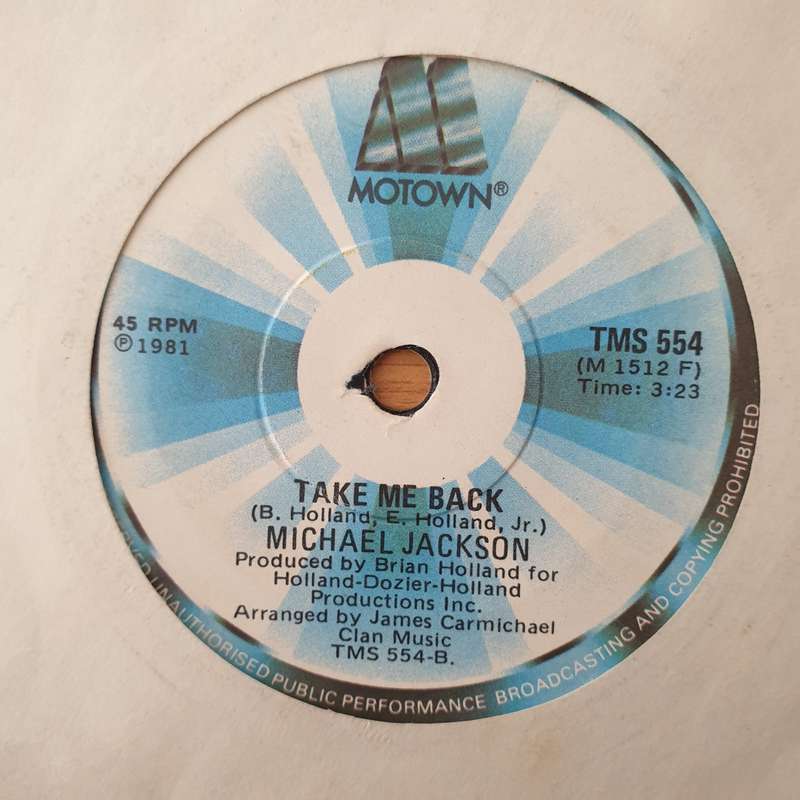 MOTOWN®
45 RPM
℗ 1981
TMS 554
(M 1512 F)
Time: 3:23
TAKE ME BACK
(B. Holland, E. Holland, Jr.)
MICHAEL JACKSON
Produced by Brian Holland for
Holland-Dozier-Holland
Productions Inc.
Arranged by James Carmichael
Clan Music
TMS 554-B.
UNAUTHORISED PUBLIC PERFORMANCE BROADCASTING AND COPYING PROHIBITED